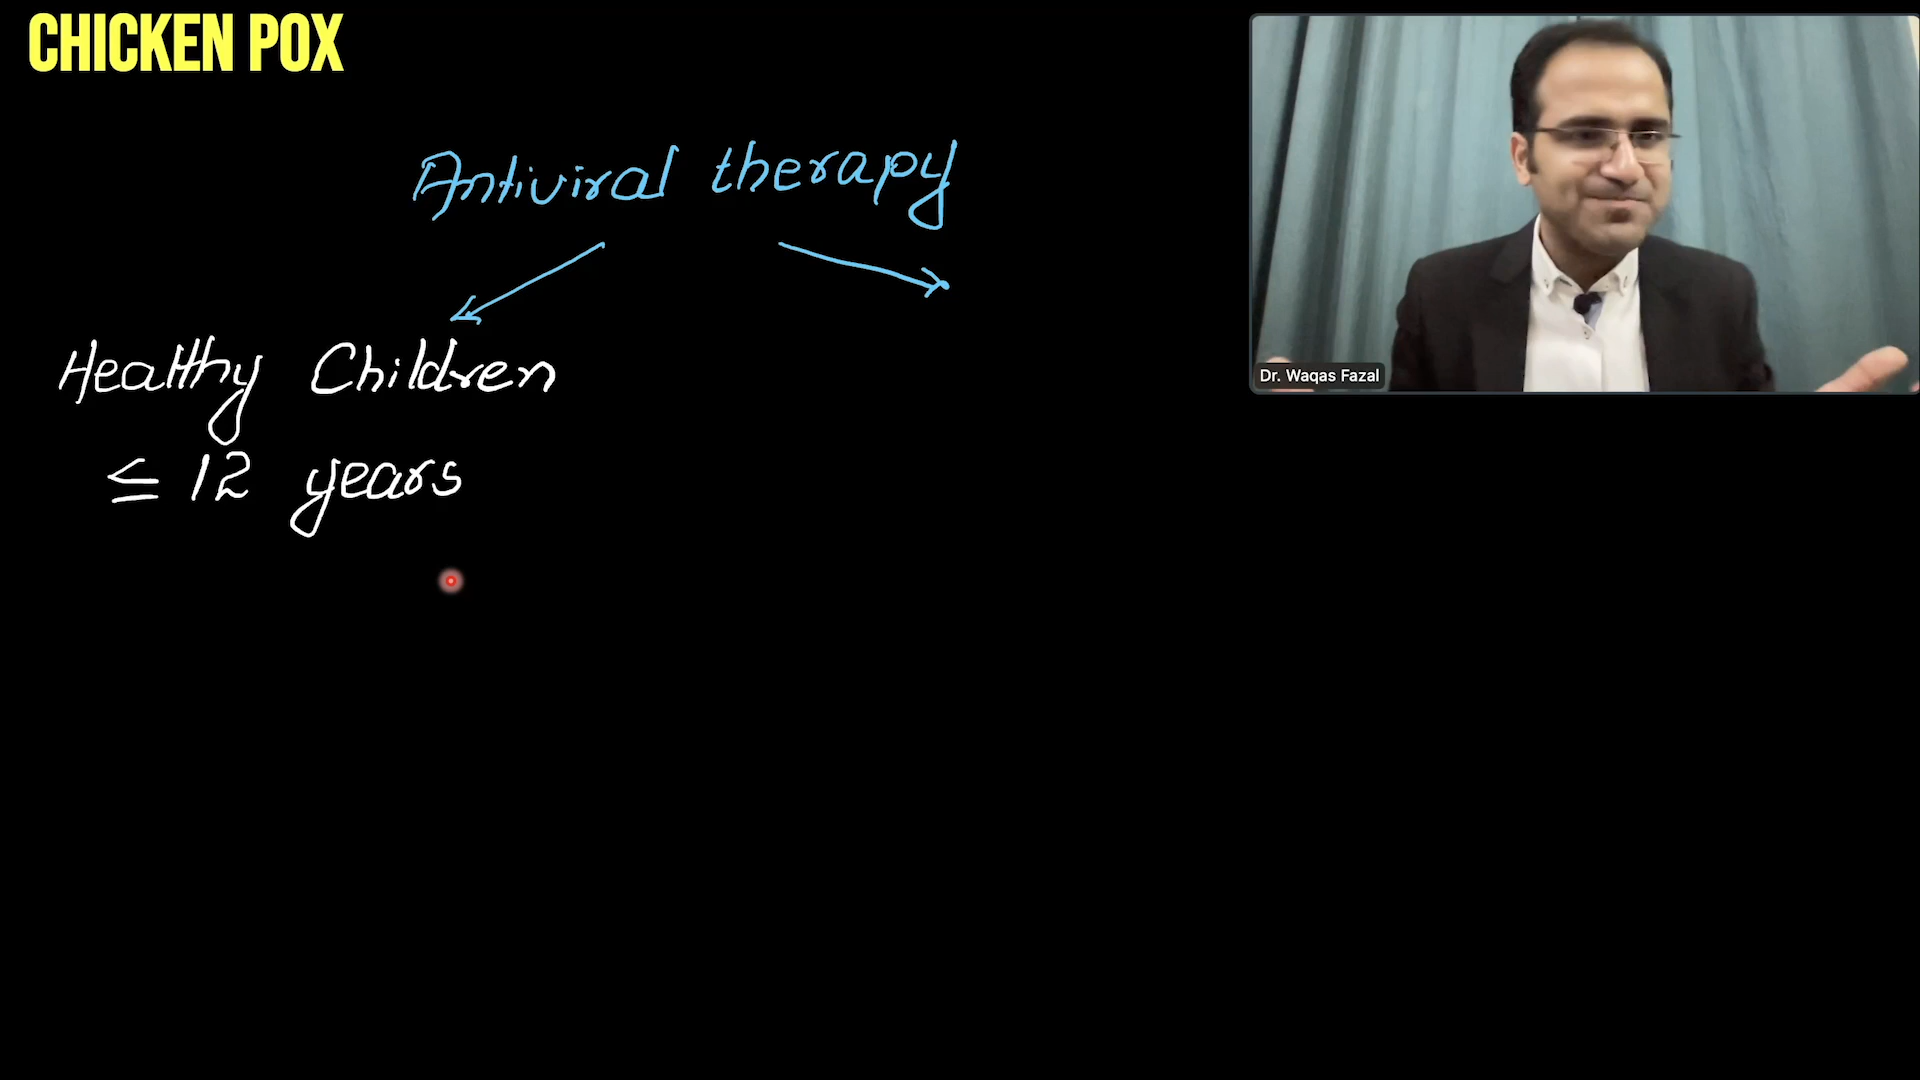 CHICKEN POX
Antiviral therapy
Healthy Children
≤ 12 years
Dr. Waqas Fazal